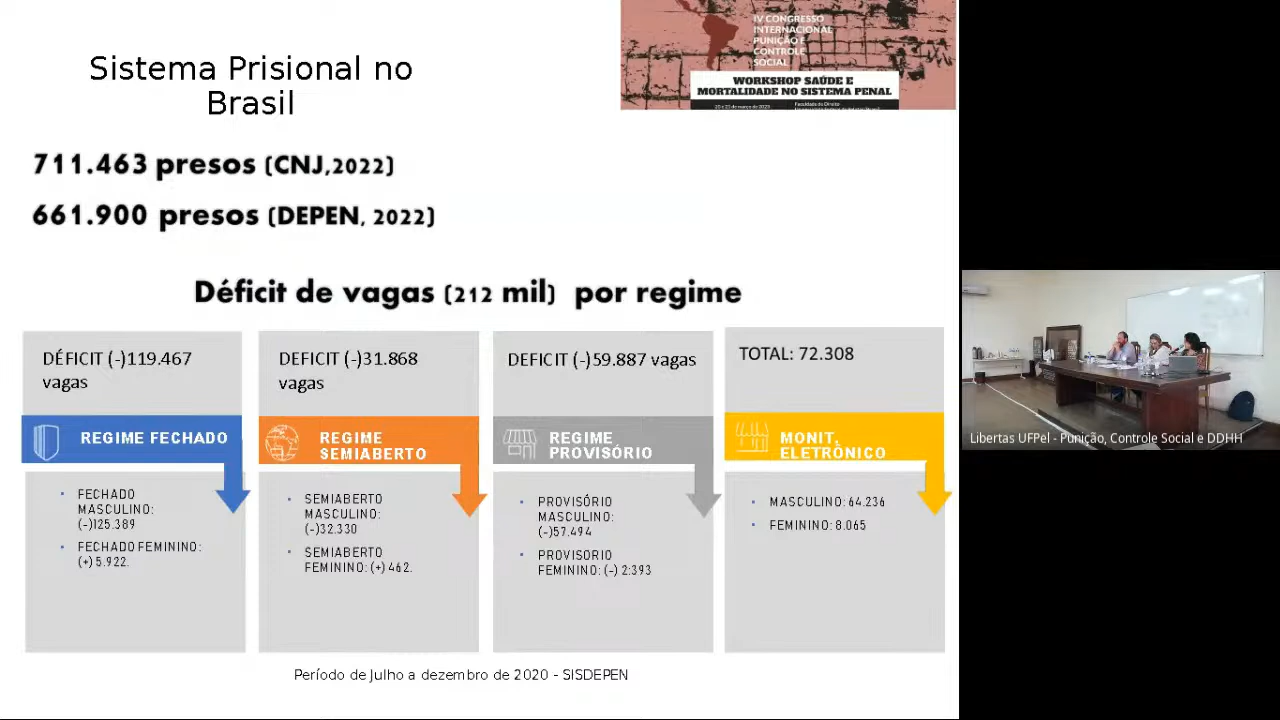 Sistema Prisional no
Brasil
IV CONGRESSO
INTERNACIONAL
PUNIÇÃO E
CONTROLE
SOCIAL
WORKSHOP SAÚDE E
MORTALIDADE NO SISTEMA PENAL
711.463 presos (CNJ,2022)
661.900 presos (DEPEN, 2022)
Déficit de vagas (212 mil) por regime
DÉFICIT (-)119.467
vagas
REGIME FECHADO
• FECHADO
MASCULINO:
(-)125.389
• FECHADO FEMININO:
(+) 5.922.
DEFICIT (-)31.868
vagas
REGIME
SEMIABERTO
• SEMIABERTO
MASCULINO:
(-)32.330
• SEMIABERTO
FEMININO: (+) 462.
DEFICIT (-)59.887 vagas
REGIME
PROVISÓRIO
• PROVISÓRIO
MASCULINO:
(-)57.494
• PROVISORIO
FEMININO: (-) 2:393
TOTAL: 72.308
MONIT.
ELETRÔNICO
• MASCULINO: 64.236
• FEMININO: 8.065
Período de Julho a dezembro de 2020 - SISDEPEN
Libertas UFPel - Punição, Controle Social e DDHH